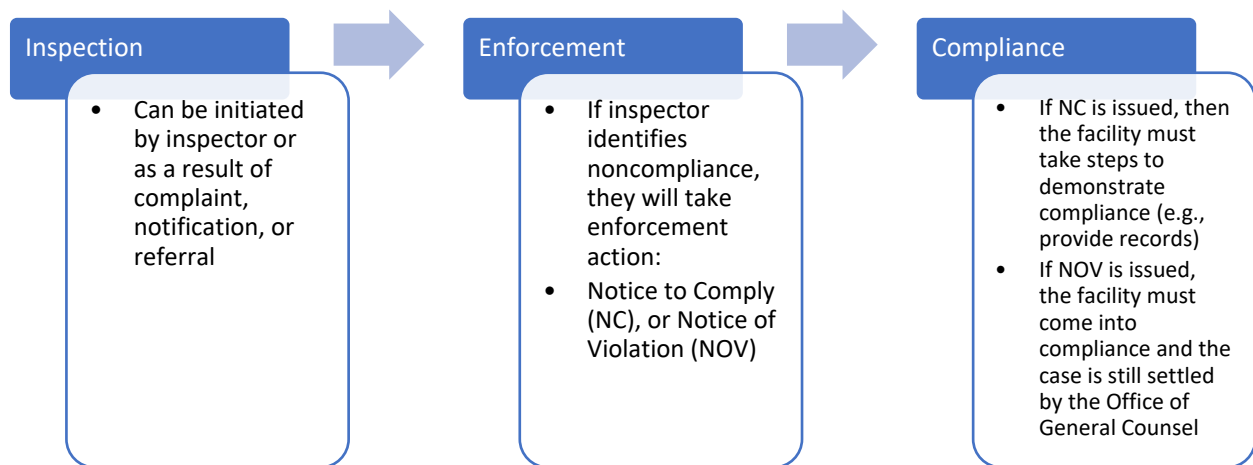 Inspection
• Can be initiated
by inspector or
as a result of
complaint,
notification, or
referral
Enforcement
• If inspector
identifies
noncompliance,
they will take
enforcement
action:
• Notice to Comply
(NC), or Notice of
Violation (NOV)
Compliance
• If NC is issued, then
the facility must
take steps to
demonstrate
compliance (e.g.,
provide records)
• If NOV is issued,
the facility must
come into
compliance and the
case is still settled
by the Office of
General Counsel